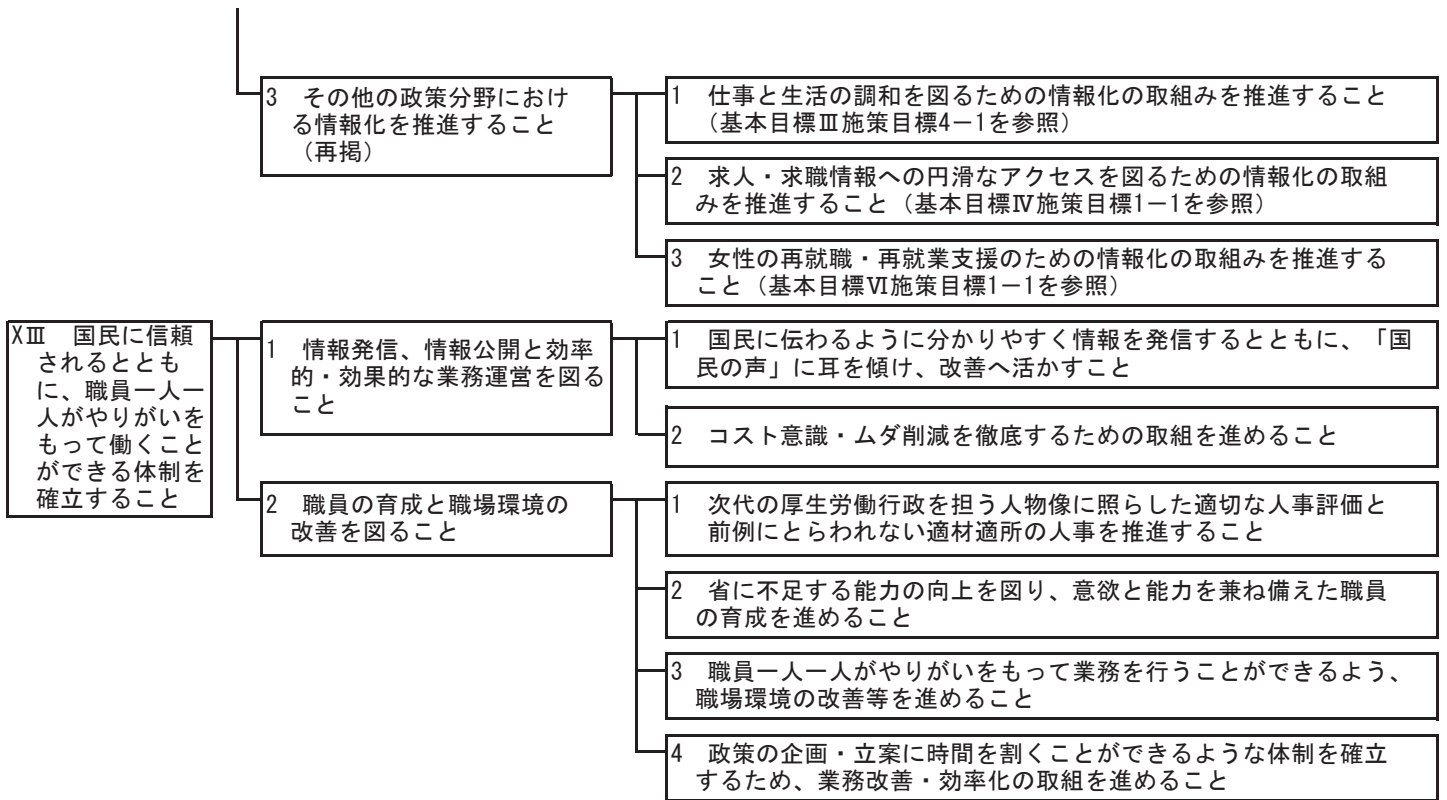 3　その他の政策分野におけ
る情報化を推進すること
（再掲）
1　仕事と生活の調和を図るための情報化の取組みを推進すること
（基本目標Ⅲ施策目標4－1を参照）
2　求人・求職情報への円滑なアクセスを図るための情報化の取組
みを推進すること（基本目標Ⅳ施策目標1－1を参照）
3　女性の再就職・再就業支援のための情報化の取組みを推進する
こと（基本目標Ⅵ施策目標1－1を参照）
XⅢ　国民に信頼
されるととも
に、職員一人一
人がやりがいを
もって働くこと
ができる体制を
確立すること
1　情報発信、情報公開と効率
的・効果的な業務運営を図る
こと
1　国民に伝わるように分かりやすく情報を発信するとともに、「国
民の声」に耳を傾け、改善へ活かすこと
2　コスト意識・ムダ削減を徹底するための取組を進めること
2　職員の育成と職場環境の
改善を図ること
1　次代の厚生労働行政を担う人物像に照らした適切な人事評価と
前例にとらわれない適材適所の人事を推進すること
2　省に不足する能力の向上を図り、意欲と能力を兼ね備えた職員
の育成を進めること
3　職員一人一人がやりがいをもって業務を行うことができるよう、
職場環境の改善等を進めること
4　政策の企画・立案に時間を割くことができるような体制を確立
するため、業務改善・効率化の取組を進めること